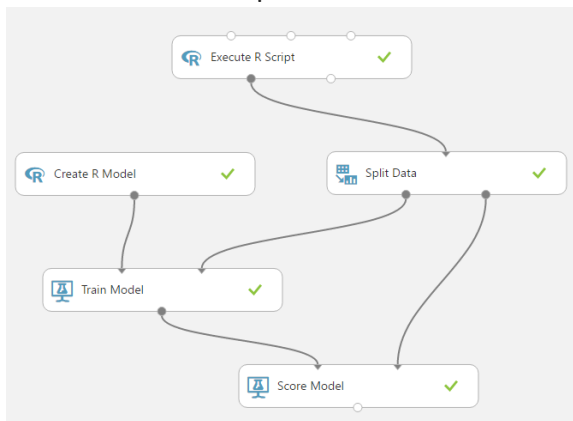 Execute R Script
Create R Model
Split Data
Train Model
Score Model